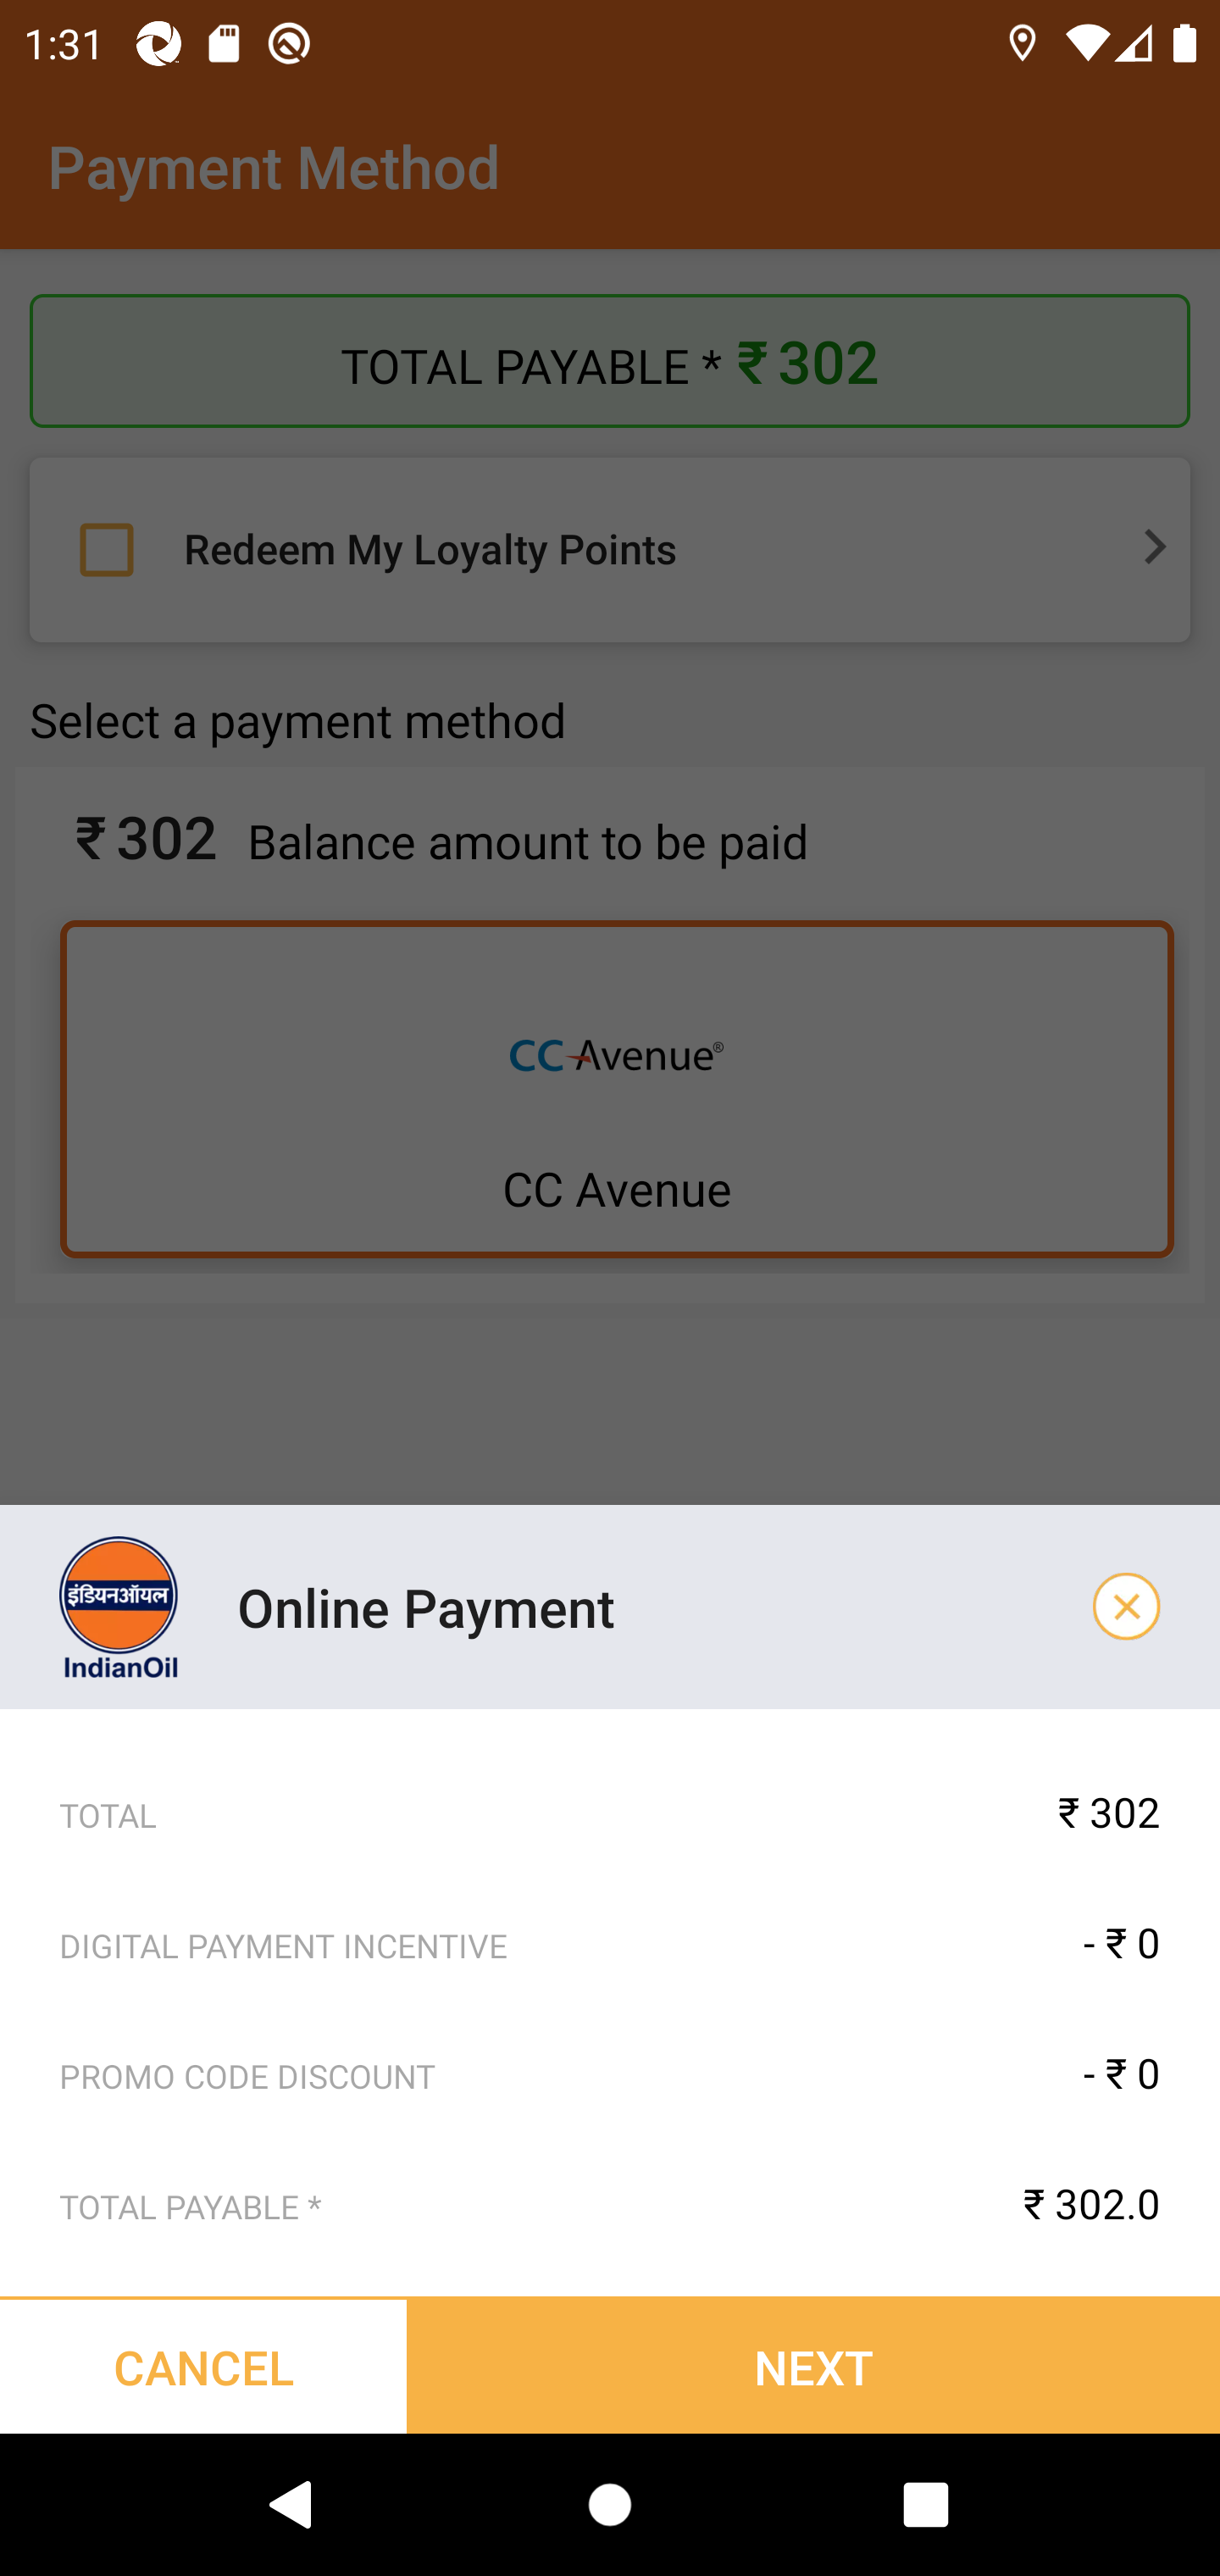 1:31
Payment Method
TOTAL PAYABLE * ₹ 302
Redeem My Loyalty Points
Select a payment method
₹ 302 Balance amount to be paid
CC Avenue®
CC Avenue
इंडियनऑयल
IndianOil
Online Payment
TOTAL ₹ 302
DIGITAL PAYMENT INCENTIVE - ₹ 0
PROMO CODE DISCOUNT - ₹ 0
TOTAL PAYABLE * ₹ 302.0
CANCEL NEXT